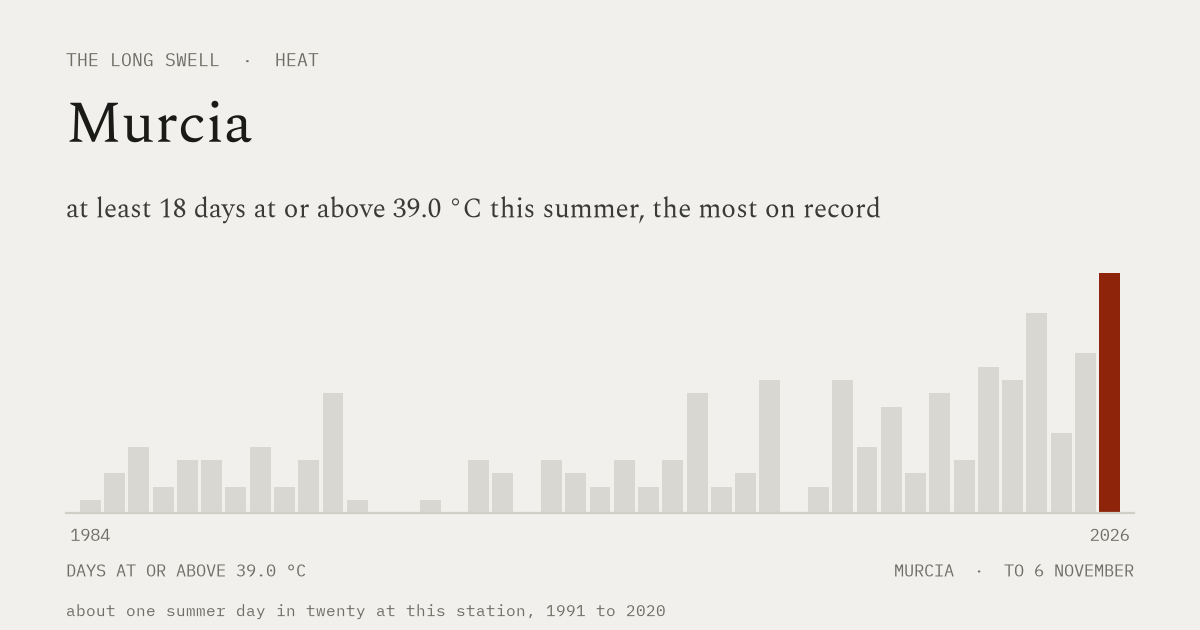 THE LONG SWELL · HEAT
Murcia
at least 18 days at or above 39.0 °C this summer, the most on record
1984
2026
DAYS AT OR ABOVE 39.0 °C
MURCIA · TO 6 NOVEMBER
about one summer day in twenty at this station, 1991 to 2020